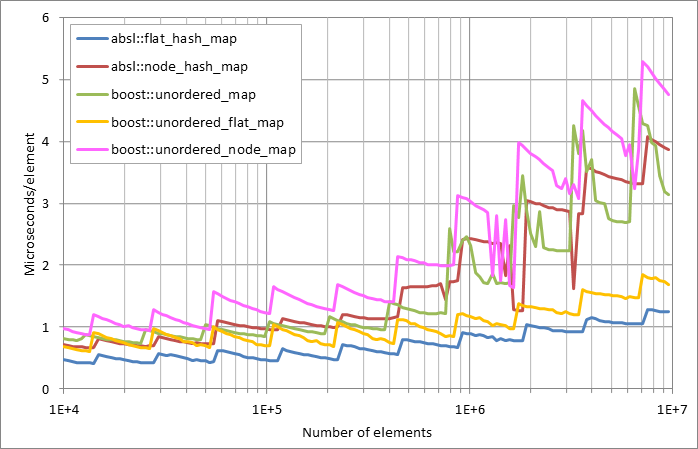 6
5
4
3
2
1
0
Microseconds/element
absl::flat_hash_map
absl::node_hash_map
boost::unordered_map
boost::unordered_flat_map
boost::unordered_node_map
1E+4
1E+5
1E+6
1E+7
Number of elements